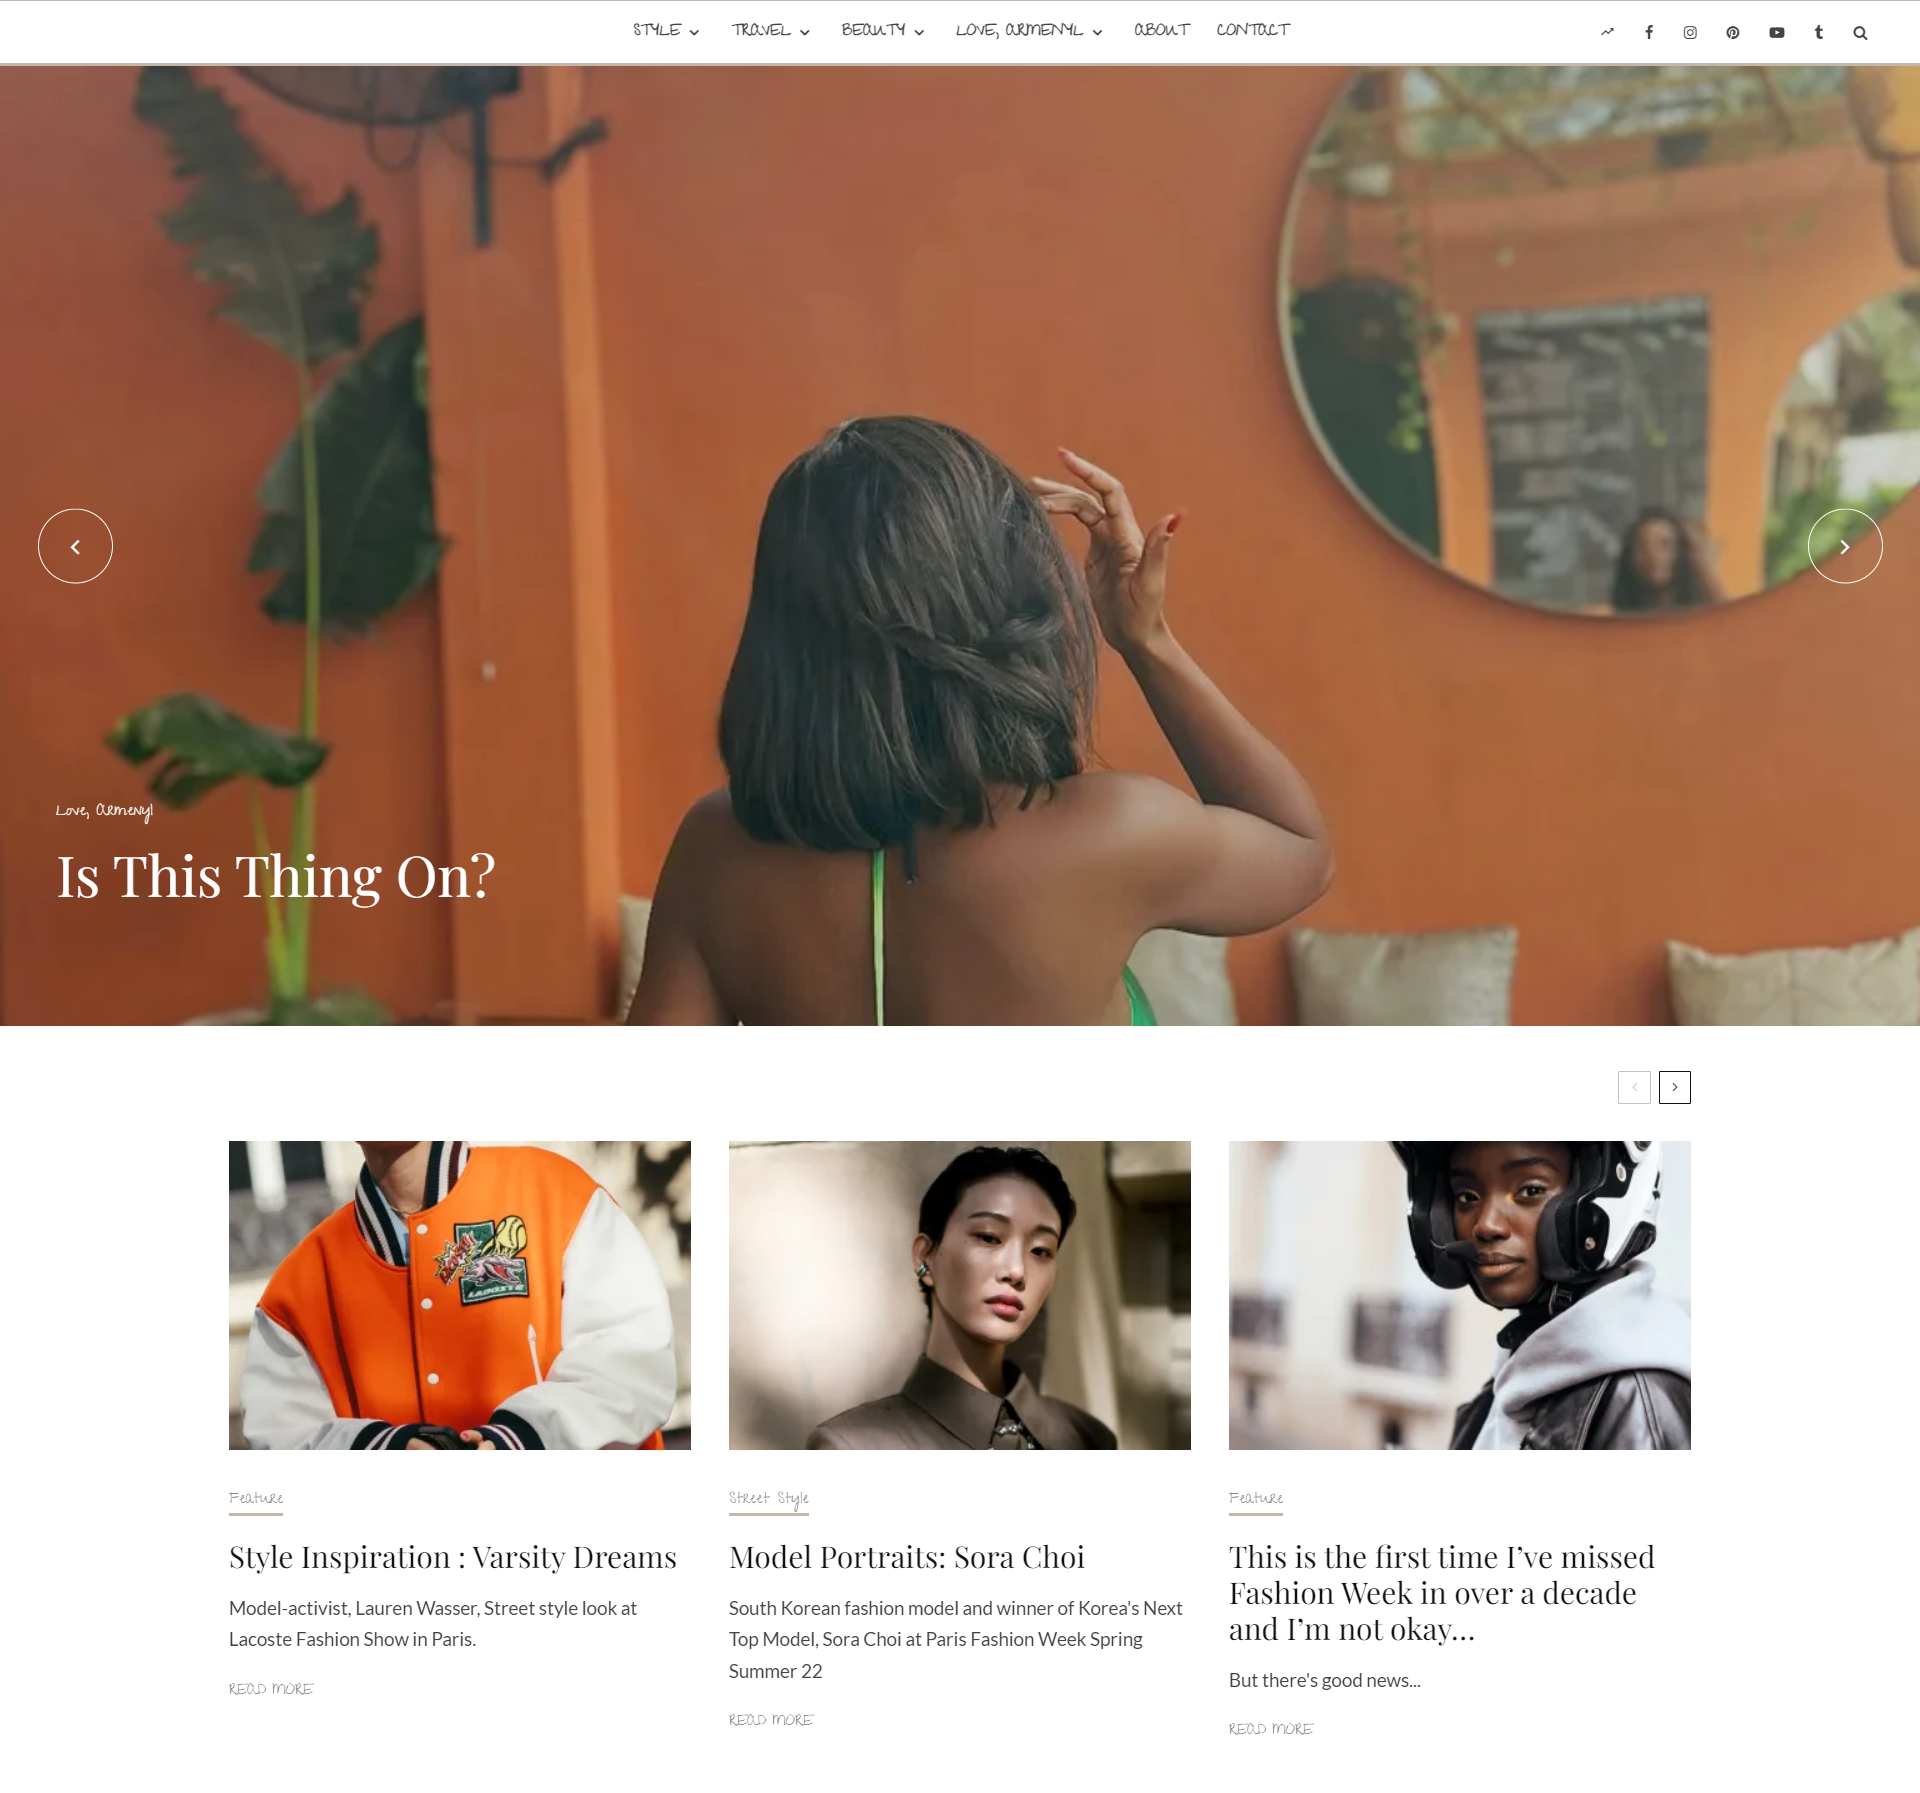 STYLE
TRAVEL
BEAUTY
LOVE, ARMENYL
ABOUT
CONTACT
Love, Armenyl
Is This Thing On?
LACOSTE
Feature
Style Inspiration : Varsity Dreams
Model-activist, Lauren Wasser, Street style look at
Lacoste Fashion Show in Paris.
READ MORE
Street Style
Model Portraits: Sora Choi
South Korean fashion model and winner of Korea's Next
Top Model, Sora Choi at Paris Fashion Week Spring
Summer 22
READ MORE
Feature
This is the first time I’ve missed
Fashion Week in over a decade
and I’m not okay…
But there's good news...
READ MORE